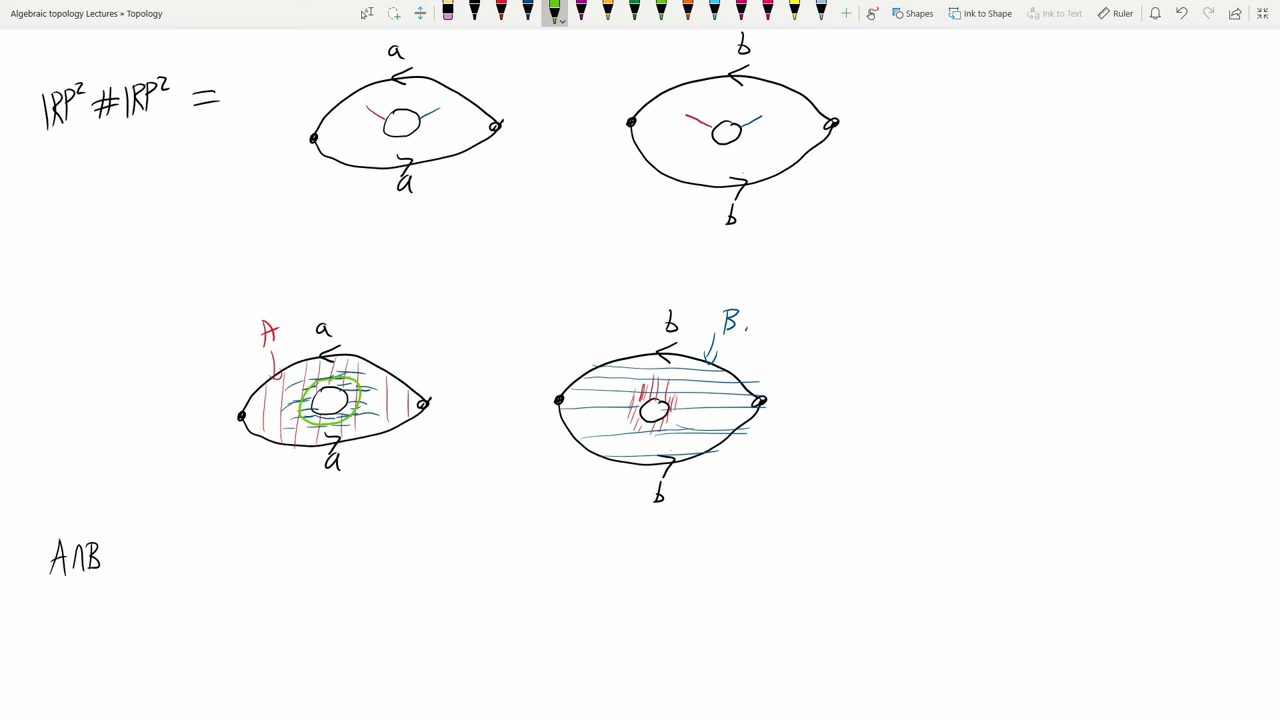 Algebraic topology Lectures » Topology
Shapes
Ink to Shape
Ink to Text
Ruler
a
b
ℝP² # ℝP² =
a
b
A
a
b
B.
a
b
A∩B